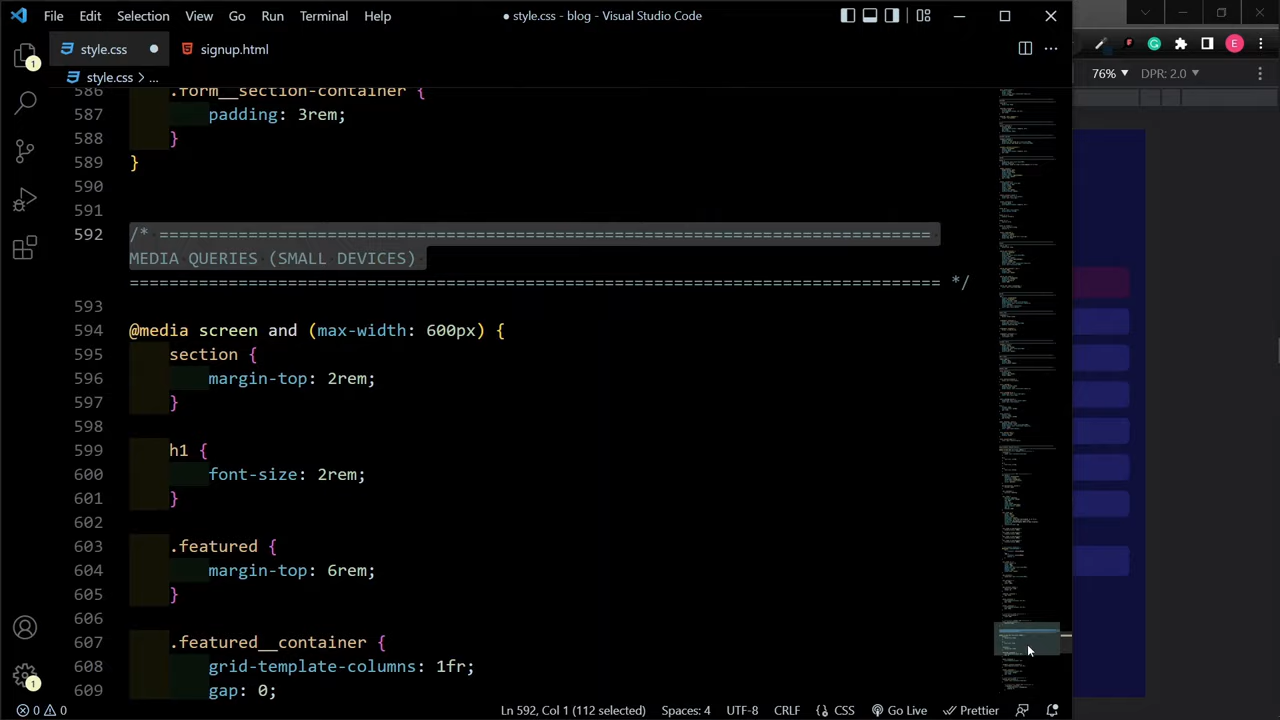 File Edit Selection View Go Run Terminal Help ● style.css - blog - Visual Studio Code
style.css ● signup.html
style.css > ...
76% ▼ DPR: 2.0 ▼
E
1
586 .form__section-container {
587 padding: 2rem;
588 }
589 }
590
591
592 /* ==============================================================================
MEDIA QUERIES (SMALL DEVICES)
================================================================================= */
593
594 @media screen and (max-width: 600px) {
595 section {
596 margin-top: 2rem;
597 }
598
599 h1 {
600 font-size: 2rem;
601 }
602
603 .featured {
604 margin-top: 6rem;
605 }
606
607 .featured__container {
608 grid-template-columns: 1fr;
609 gap: 0;
1
0 0 Ln 592, Col 1 (112 selected) Spaces: 4 UTF-8 CRLF {} CSS Go Live Prettier